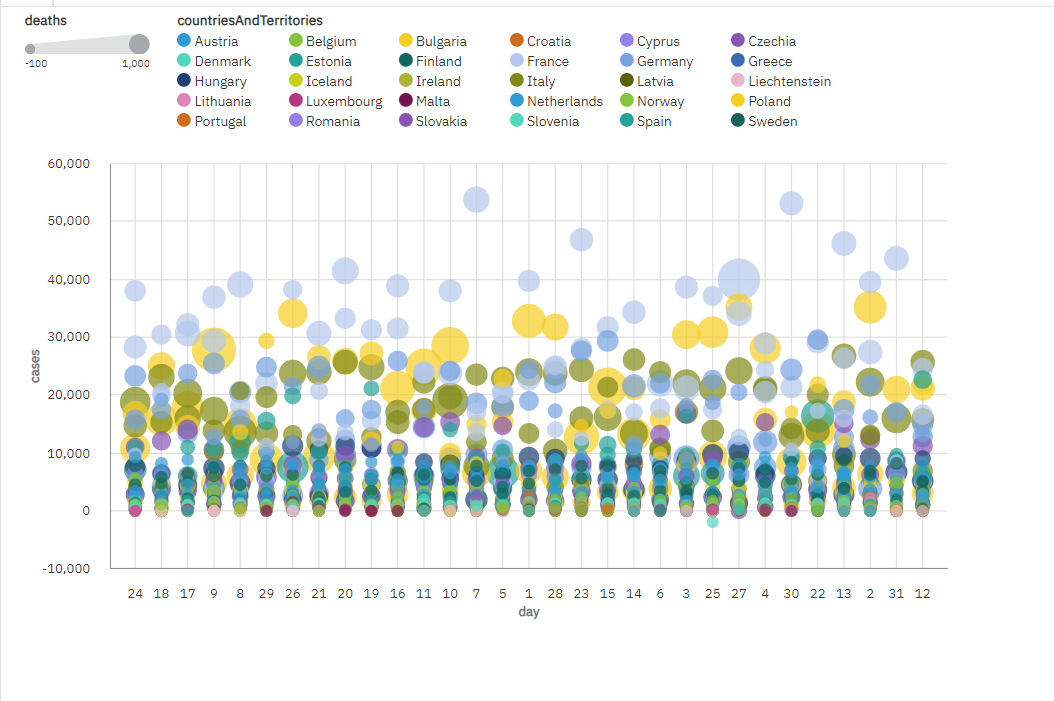 deaths
countriesAndTerritories
Austria Belgium Bulgaria Croatia Cyprus Czechia
Denmark Estonia Finland France Germany Greece
-100 1,000
Hungary Iceland Ireland Italy Latvia Liechtenstein
Lithuania Luxembourg Malta Netherlands Norway Poland
Portugal Romania Slovakia Slovenia Spain Sweden
60,000
50,000
40,000
30,000
20,000
10,000
0
-10,000
cases
24 18 17 9 8 29 26 21 20 19 16 11 10 7 5 1 28 23 15 14 6 3 25 27 4 30 22 13 2 31 12
day